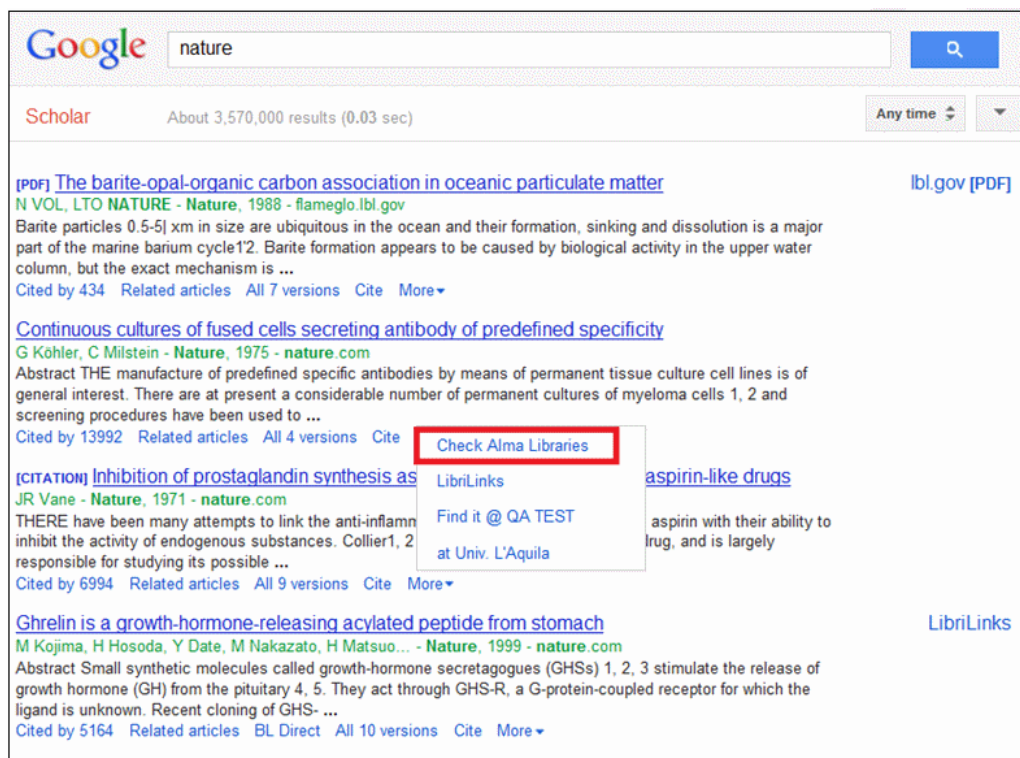 Google nature
Scholar About 3,570,000 results (0.03 sec) Any time
[PDF] The barite-opal-organic carbon association in oceanic particulate matter lbl.gov [PDF]
N VOL, LTO NATURE - Nature, 1988 - flameglo.lbl.gov
Barite particles 0.5-5| xm in size are ubiquitous in the ocean and their formation, sinking and dissolution is a major
part of the marine barium cycle1'2. Barite formation appears to be caused by biological activity in the upper water
column, but the exact mechanism is ...
Cited by 434 Related articles All 7 versions Cite More
Continuous cultures of fused cells secreting antibody of predefined specificity
G Köhler, C Milstein - Nature, 1975 - nature.com
Abstract THE manufacture of predefined specific antibodies by means of permanent tissue culture cell lines is of
general interest. There are at present a considerable number of permanent cultures of myeloma cells 1, 2 and
screening procedures have been used to ...
Cited by 13992 Related articles All 4 versions Cite
Check Alma Libraries
LibriLinks
Find it @ QA TEST
at Univ. L'Aquila
[CITATION] Inhibition of prostaglandin synthesis as aspirin-like drugs
JR Vane - Nature, 1971 - nature.com
THERE have been many attempts to link the anti-inflamm aspirin with their ability to
inhibit the activity of endogenous substances. Collier1, 2 rug, and is largely
responsible for studying its possible ...
Cited by 6994 Related articles All 9 versions Cite More
Ghrelin is a growth-hormone-releasing acylated peptide from stomach LibriLinks
M Kojima, H Hosoda, Y Date, M Nakazato, H Matsuo... - Nature, 1999 - nature.com
Abstract Small synthetic molecules called growth-hormone secretagogues (GHSs) 1, 2, 3 stimulate the release of
growth hormone (GH) from the pituitary 4, 5. They act through GHS-R, a G-protein-coupled receptor for which the
ligand is unknown. Recent cloning of GHS- ...
Cited by 5164 Related articles BL Direct All 10 versions Cite More